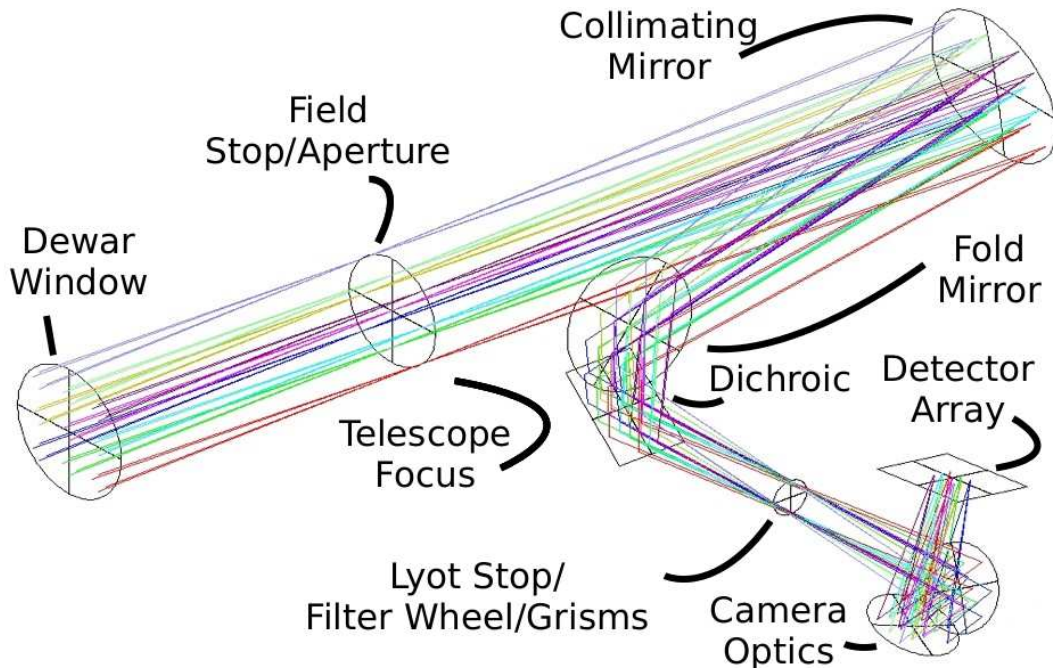 Collimating
Mirror
Field
Stop/Aperture
Dewar
Window
Fold
Mirror
Dichroic
Detector
Array
Telescope
Focus
Lyot Stop/
Filter Wheel/Grisms
Camera
Optics